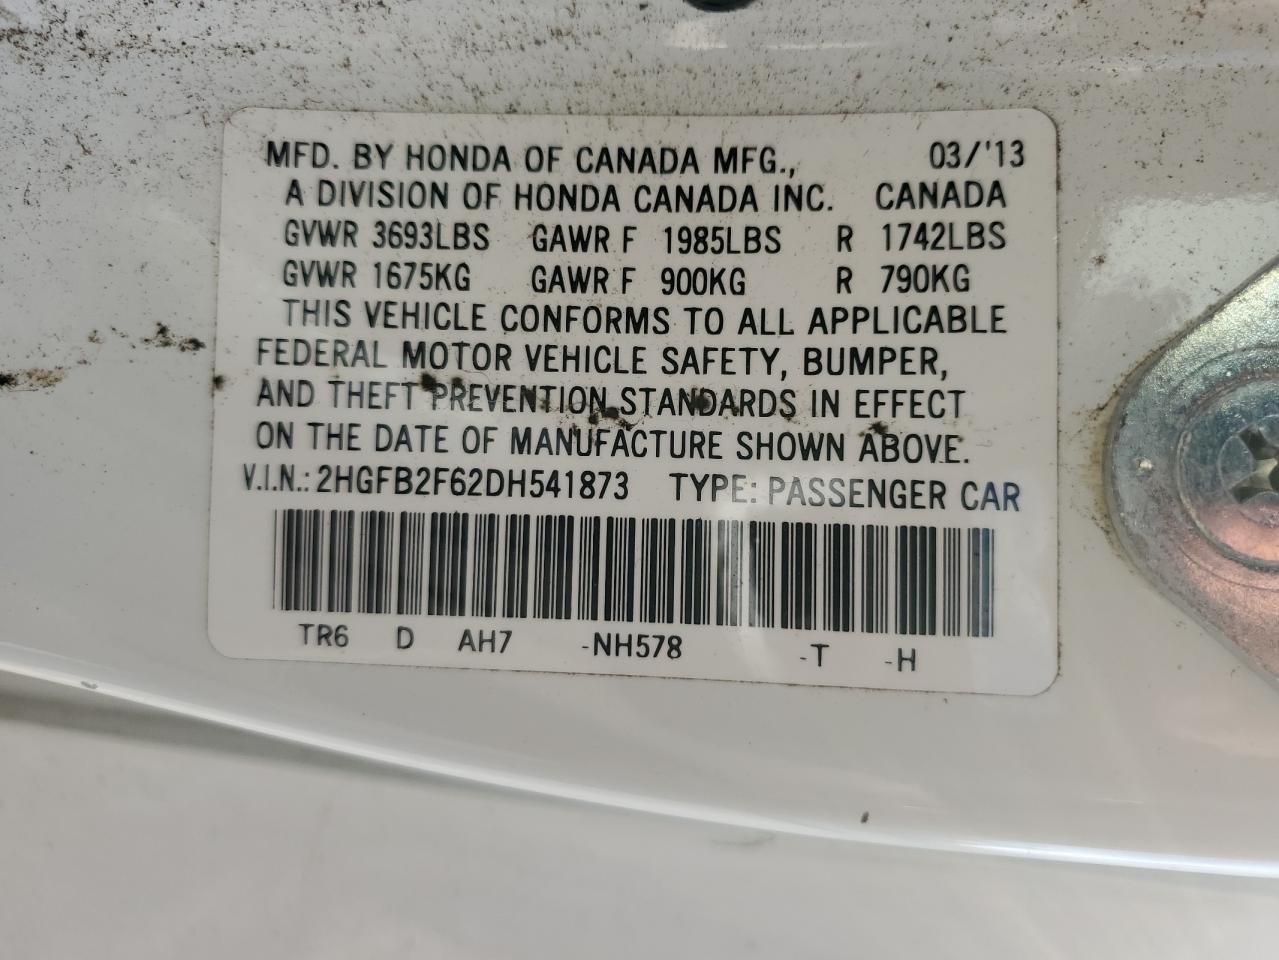 MFD. BY HONDA OF CANADA MFG., 03/'13
A DIVISION OF HONDA CANADA INC. CANADA
GVWR 3693LBS GAWR F 1985LBS R 1742LBS
GVWR 1675KG GAWR F 900KG R 790KG
THIS VEHICLE CONFORMS TO ALL APPLICABLE
FEDERAL MOTOR VEHICLE SAFETY, BUMPER,
AND THEFT PREVENTION STANDARDS IN EFFECT
ON THE DATE OF MANUFACTURE SHOWN ABOVE.
V.I.N.: 2HGFB2F62DH541873 TYPE: PASSENGER CAR
TR6 D AH7 -NH578 -T -H